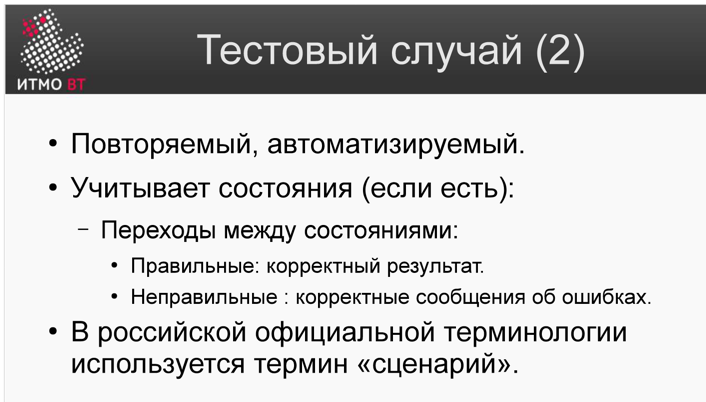 ИТМО ВТ
Тестовый случай (2)
• Повторяемый, автоматизируемый.
• Учитывает состояния (если есть):
– Переходы между состояниями:
• Правильные: корректный результат.
• Неправильные : корректные сообщения об ошибках.
• В российской официальной терминологии
используется термин «сценарий».